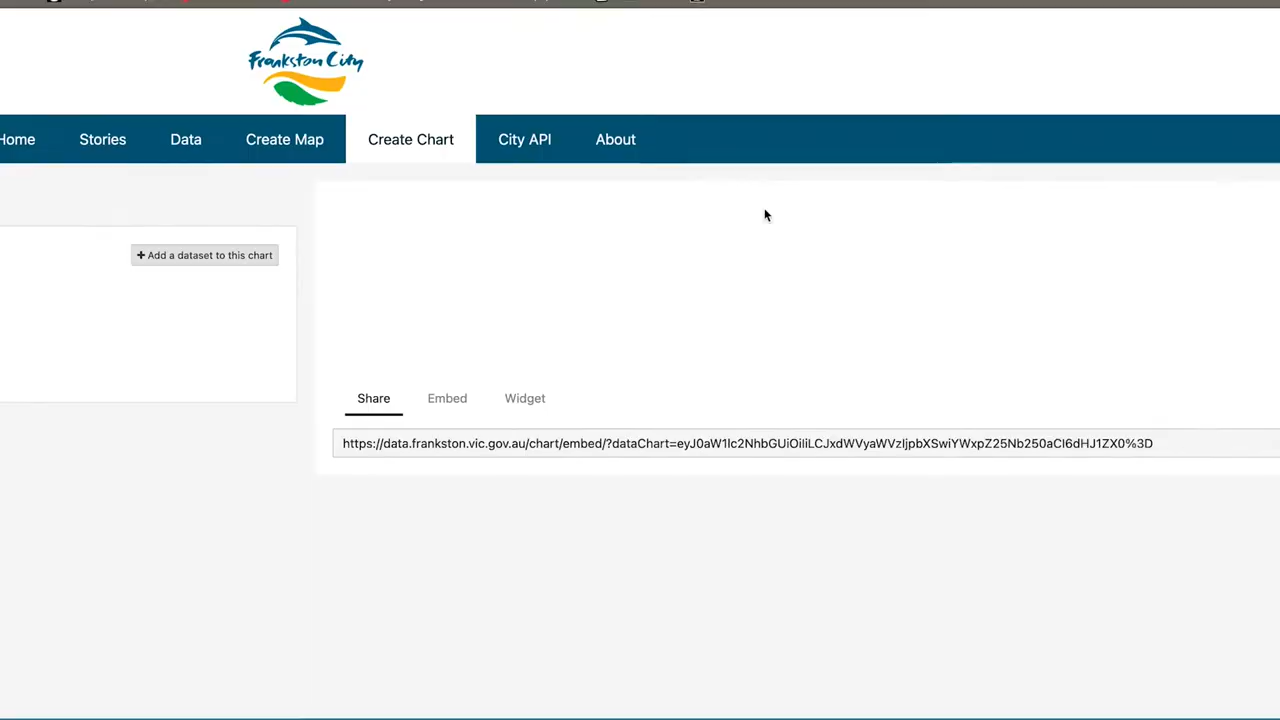 Frankston City
Home Stories Data Create Map Create Chart City API About
+ Add a dataset to this chart
Share Embed Widget
https://data.frankston.vic.gov.au/chart/embed/?dataChart=eyJ0aW1lc2NhbGUiOiIiLCJxdWVyaWVzIjpbXSwiYWxpZ25Nb250aCI6dHJ1ZX0%3D